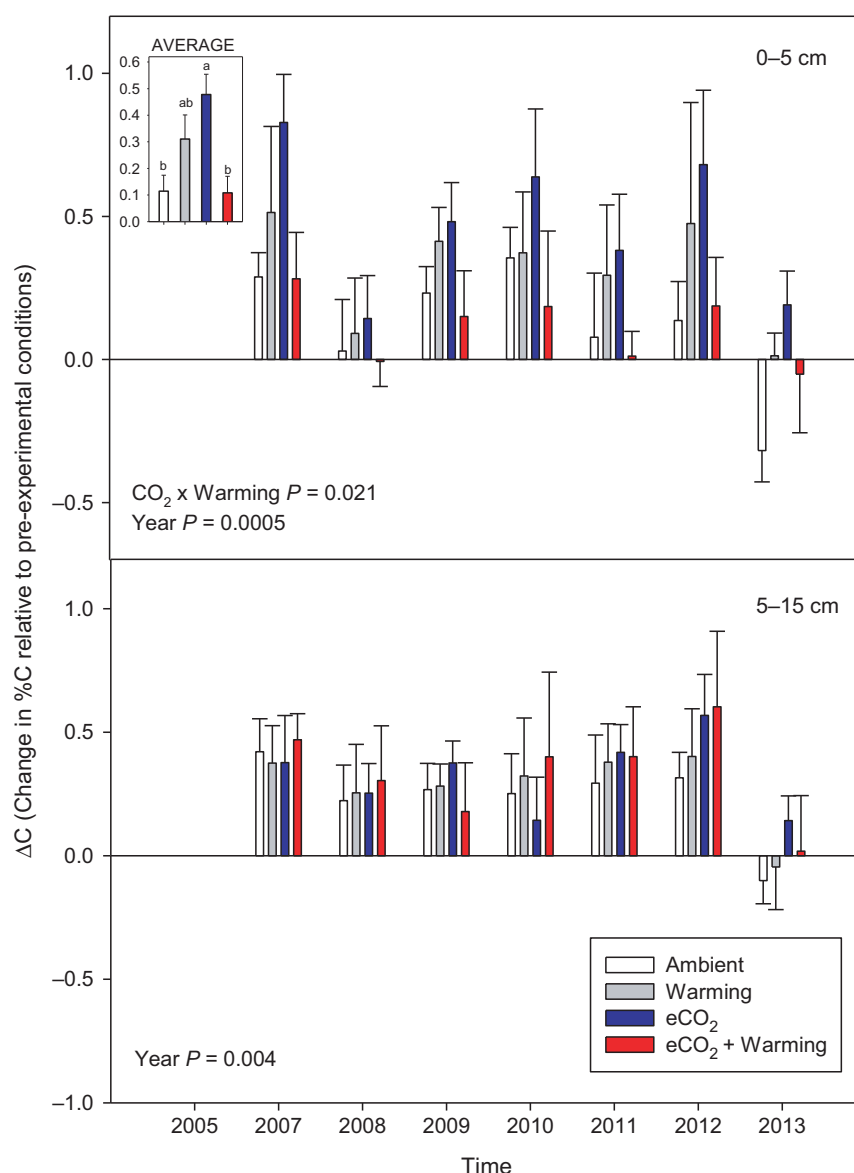 AVERAGE
0.6
0.5
0.4
0.3
0.2
0.1
0.0
b
ab
a
b
0–5 cm
1.0
0.5
0.0
–0.5
CO2 x Warming P = 0.021
Year P = 0.0005
ΔC (Change in %C relative to pre-experimental conditions)
5–15 cm
1.0
0.5
0.0
–0.5
–1.0
Ambient
Warming
eCO2
eCO2 + Warming
Year P = 0.004
2005 2007 2008 2009 2010 2011 2012 2013
Time